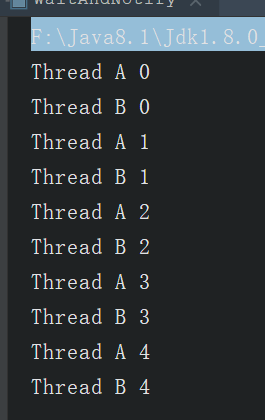 WaitAndNotify
F:\Java8.1\Jdk1.8.0_
Thread A 0
Thread B 0
Thread A 1
Thread B 1
Thread A 2
Thread B 2
Thread A 3
Thread B 3
Thread A 4
Thread B 4